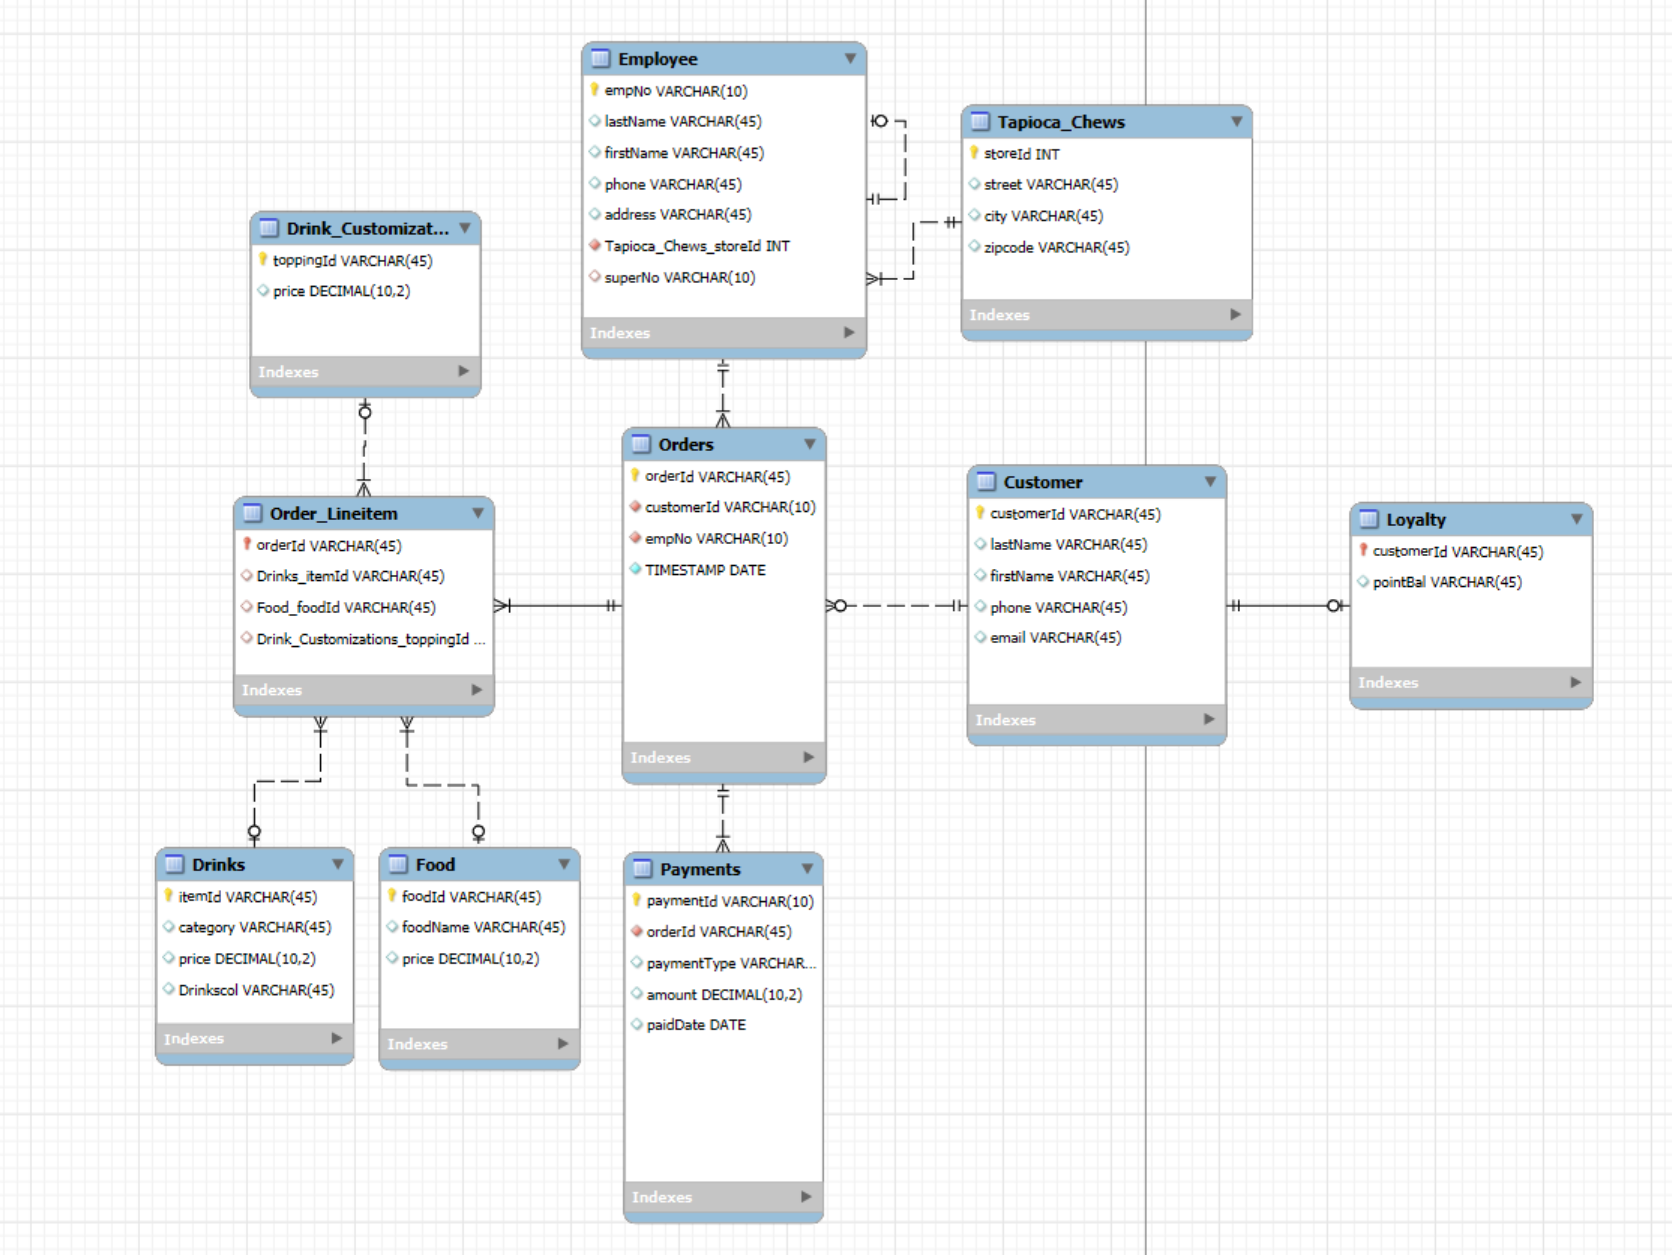 Employee
empNo VARCHAR(10)
lastName VARCHAR(45)
firstName VARCHAR(45)
phone VARCHAR(45)
address VARCHAR(45)
Tapioca_Chews_storeId INT
superNo VARCHAR(10)
Indexes
Tapioca_Chews
storeId INT
street VARCHAR(45)
city VARCHAR(45)
zipcode VARCHAR(45)
Indexes
Drink_Customizat...
toppingId VARCHAR(45)
price DECIMAL(10,2)
Indexes
Order_Lineitem
orderId VARCHAR(45)
Drinks_itemId VARCHAR(45)
Food_foodId VARCHAR(45)
Drink_Customizations_toppingId ...
Indexes
Orders
orderId VARCHAR(45)
customerId VARCHAR(10)
empNo VARCHAR(10)
TIMESTAMP DATE
Indexes
Customer
customerId VARCHAR(45)
lastName VARCHAR(45)
firstName VARCHAR(45)
phone VARCHAR(45)
email VARCHAR(45)
Indexes
Loyalty
customerId VARCHAR(45)
pointBal VARCHAR(45)
Indexes
Drinks
itemId VARCHAR(45)
category VARCHAR(45)
price DECIMAL(10,2)
Drinkscol VARCHAR(45)
Indexes
Food
foodId VARCHAR(45)
foodName VARCHAR(45)
price DECIMAL(10,2)
Indexes
Payments
paymentId VARCHAR(10)
orderId VARCHAR(45)
paymentType VARCHAR...
amount DECIMAL(10,2)
paidDate DATE
Indexes